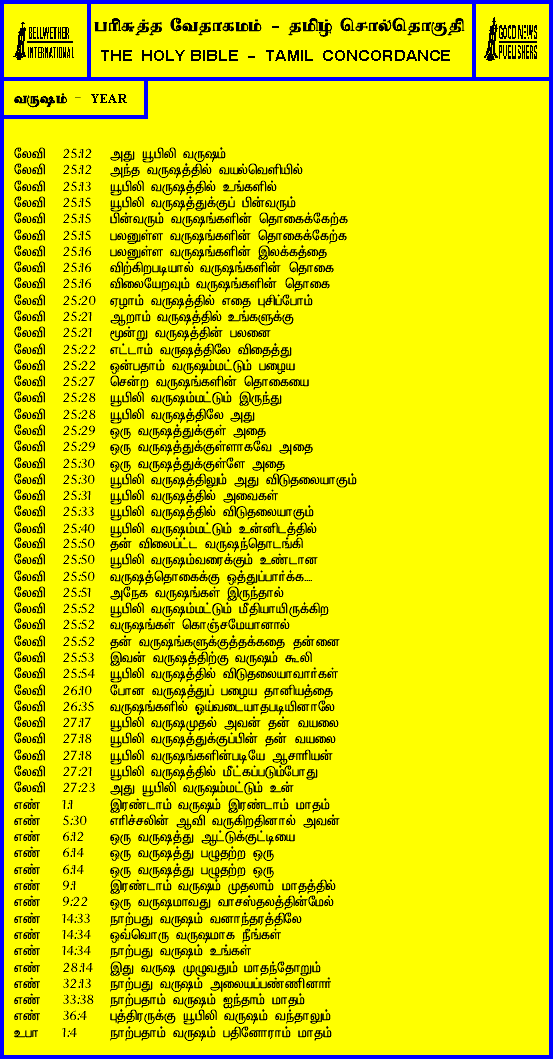 BELLWETHER
INTERNATIONAL
பரிசுத்த வேதாகமம் - தமிழ் சொல்தொகுதி
THE HOLY BIBLE - TAMIL CONCORDANCE
GOOD NEWS
PUBLISHERS
வருஷம் - YEAR
லேவி 25:12 அது யூபிலி வருஷம்
லேவி 25:12 அந்த வருஷத்தில் வயல்வெளியில்
லேவி 25:13 யூபிலி வருஷத்தில் உங்களில்
லேவி 25:15 யூபிலி வருஷத்துக்குப் பின்வரும்
லேவி 25:15 பின்வரும் வருஷங்களின் தொகைக்கேற்க
லேவி 25:15 பலனுள்ள வருஷங்களின் தொகைக்கேற்க
லேவி 25:16 பலனுள்ள வருஷங்களின் இலக்கத்தை
லேவி 25:16 விற்கிறபடியால் வருஷங்களின் தொகை
லேவி 25:16 விலையேறவும் வருஷங்களின் தொகை
லேவி 25:20 ஏழாம் வருஷத்தில் எதை புசிப்போம்
லேவி 25:21 ஆறாம் வருஷத்தில் உங்களுக்கு
லேவி 25:21 மூன்று வருஷத்தின் பலனை
லேவி 25:22 எட்டாம் வருஷத்திலே விதைத்து
லேவி 25:22 ஒன்பதாம் வருஷம்மட்டும் பழைய
லேவி 25:27 சென்ற வருஷங்களின் தொகையை
லேவி 25:28 யூபிலி வருஷம்மட்டும் இருந்து
லேவி 25:28 யூபிலி வருஷத்திலே அது
லேவி 25:29 ஒரு வருஷத்துக்குள் அதை
லேவி 25:29 ஒரு வருஷத்துக்குள்ளாகவே அதை
லேவி 25:30 ஒரு வருஷத்துக்குள்ளே அதை
லேவி 25:30 யூபிலி வருஷத்திலும் அது விடுதலையாகும்
லேவி 25:31 யூபிலி வருஷத்தில் அவைகள்
லேவி 25:33 யூபிலி வருஷத்தில் விடுதலையாகும்
லேவி 25:40 யூபிலி வருஷம்மட்டும் உன்னிடத்தில்
லேவி 25:50 தன் விலைப்ட்ட வருஷந்தொடங்கி
லேவி 25:50 யூபிலி வருஷம்வரைக்கும் உண்டான
லேவி 25:50 வருஷத்தொகைக்கு ஒத்துப்பார்க்க....
லேவி 25:51 அநேக வருஷங்கள் இருந்தால்
லேவி 25:52 யூபிலி வருஷம்மட்டும் மீதியாயிருக்கிற
லேவி 25:52 வருஷங்கள் கொஞ்சமேயானால்
லேவி 25:52 தன் வருஷங்களுக்குத்தக்கதை தன்னை
லேவி 25:53 இவன் வருஷத்திற்கு வருஷம் கூலி
லேவி 25:54 யூபிலி வருஷத்தில் விடுதலையாவார்கள்
லேவி 26:10 போன வருஷத்துப் பழைய தானியத்தை
லேவி 26:35 வருஷங்களில் ஓய்வடையாதபடியினாலே
லேவி 27:17 யூபிலி வருஷமுதல் அவன் தன் வயலை
லேவி 27:18 யூபிலி வருஷத்துக்குப்பின் தன் வயலை
லேவி 27:18 யூபிலி வருஷங்களின்படியே ஆசாரியன்
லேவி 27:21 யூபிலி வருஷத்தில் மீட்கப்படும்போது
லேவி 27:23 அது யூபிலி வருஷம்மட்டும் உன்
எண் 1:1 இரண்டாம் வருஷம் இரண்டாம் மாதம்
எண் 5:30 எரிச்சலின் ஆவி வருகிறதினால் அவன்
எண் 6:12 ஒரு வருஷத்து ஆட்டுக்குட்டியை
எண் 6:14 ஒரு வருஷத்து பழுதற்ற ஒரு
எண் 6:14 ஒரு வருஷத்து பழுதற்ற ஒரு
எண் 9:1 இரண்டாம் வருஷம் முதலாம் மாதத்தில்
எண் 9:22 ஒரு வருஷமாவது வாசஸ்தலத்தின்மேல்
எண் 14:33 நாற்பது வருஷம் வனாந்தரத்திலே
எண் 14:34 ஒவ்வொரு வருஷமாக நீங்கள்
எண் 14:34 நாற்பது வருஷம் உங்கள்
எண் 28:14 இது வருஷ முழுவதும் மாதந்தோறும்
எண் 32:13 நாற்பது வருஷம் அலையப்பண்ணினார்
எண் 33:38 நாற்பதாம் வருஷம் ஐந்தாம் மாதம்
எண் 36:4 புத்திரருக்கு யூபிலி வருஷம் வந்தாலும்
உபா 1:4 நாற்பதாம் வருஷம் பதினோராம் மாதம்